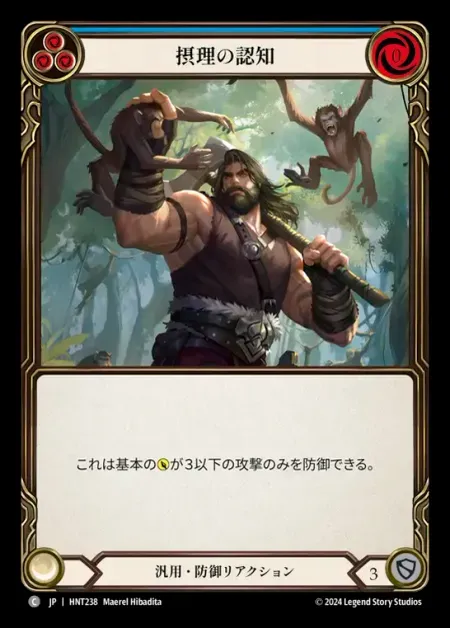 摂理の認知
0
これは基本のが3以下の攻撃のみを防御できる。
汎用・防御リアクション
3
C JP | HNT238 Maerel Hibadita
© 2024 Legend Story Studios